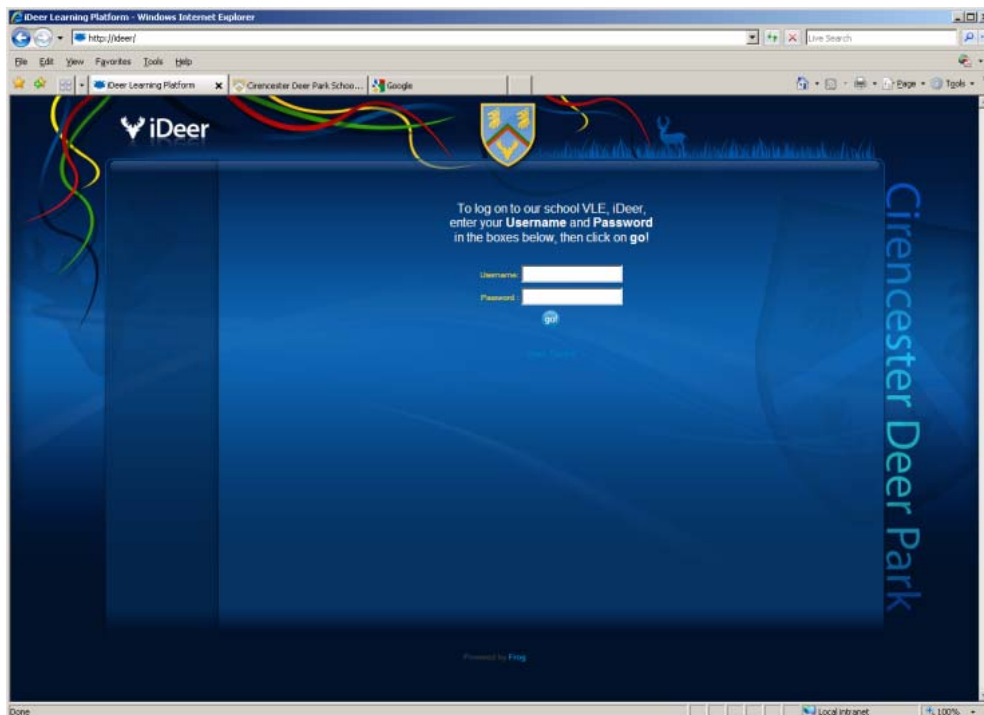 iDeer Learning Platform - Windows Internet Explorer
http://ideer/
Live Search
File Edit View Favorites Tools Help
iDeer Learning Platform
Cirencester Deer Park Schoo...
Google
Page
Tools
iDeer
To log on to our school VLE, iDeer,
enter your Username and Password
in the boxes below, then click on go!
Username:
Password:
go!
Cirencester Deer Park
Powered by Frog
Done
Local intranet
100%